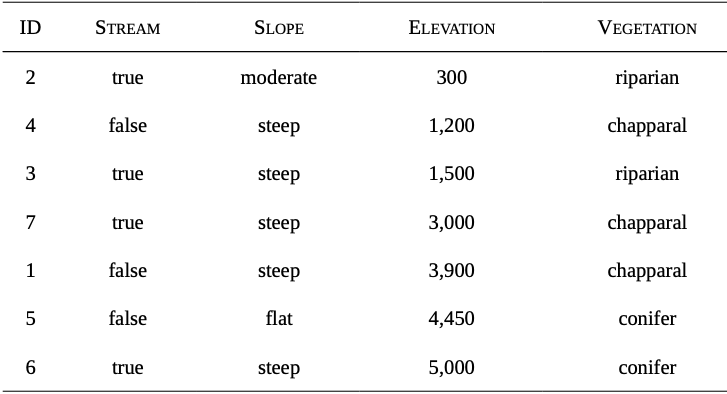 ID STREAM SLOPE ELEVATION VEGETATION
2 true moderate 300 riparian
4 false steep 1,200 chapparal
3 true steep 1,500 riparian
7 true steep 3,000 chapparal
1 false steep 3,900 chapparal
5 false flat 4,450 conifer
6 true steep 5,000 conifer